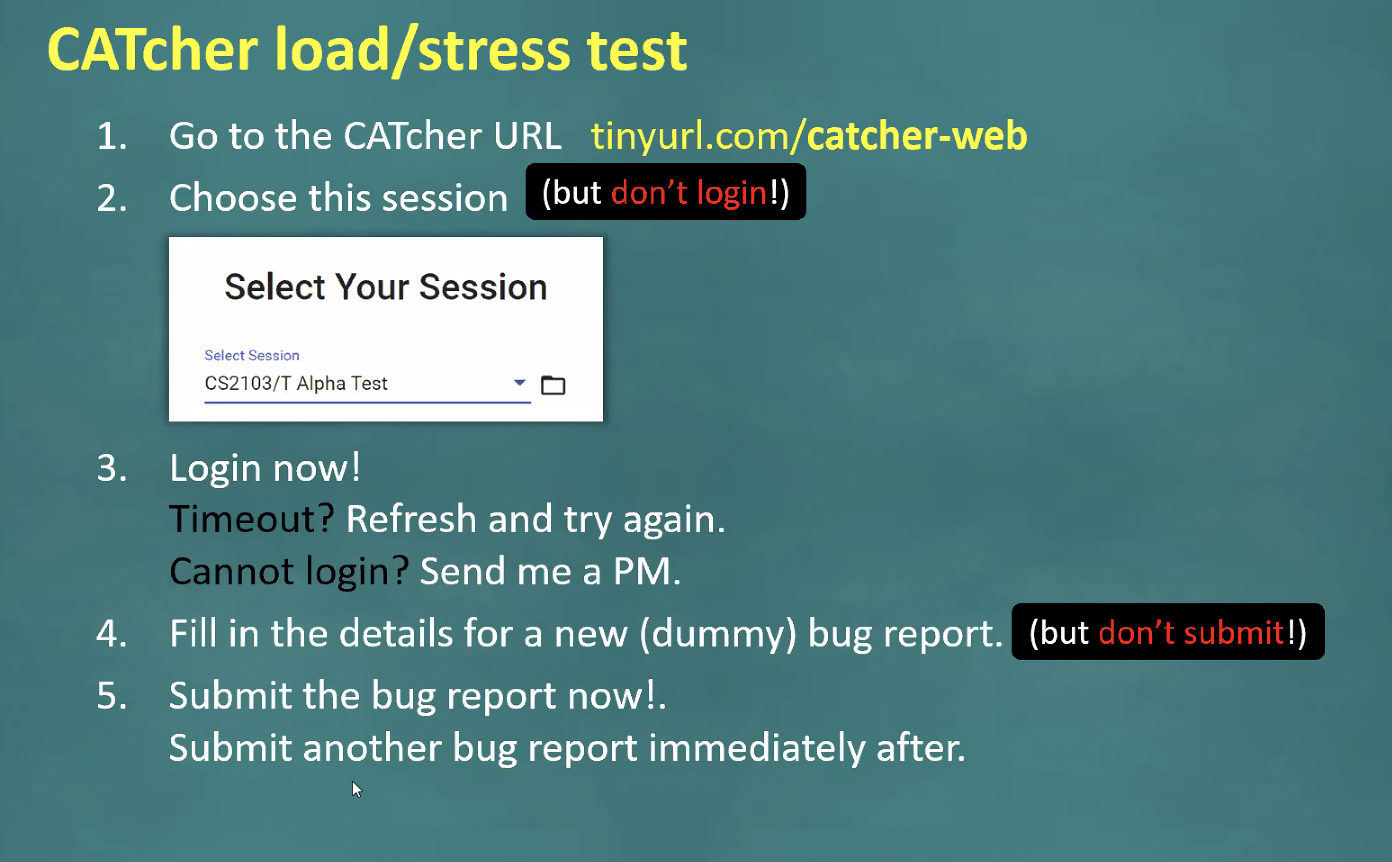 CATcher load/stress test
1. Go to the CATcher URL tinyurl.com/catcher-web
2. Choose this session (but don’t login!)
Select Your Session
Select Session
CS2103/T Alpha Test
3. Login now!
Timeout? Refresh and try again.
Cannot login? Send me a PM.
4. Fill in the details for a new (dummy) bug report. (but don’t submit!)
5. Submit the bug report now!.
Submit another bug report immediately after.